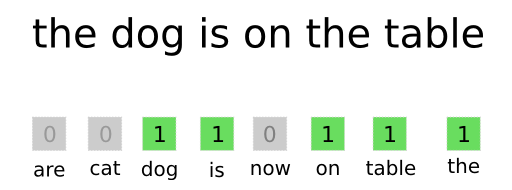 the dog is on the table
0 0 1 1 0 1 1 1
are cat dog is now on table the